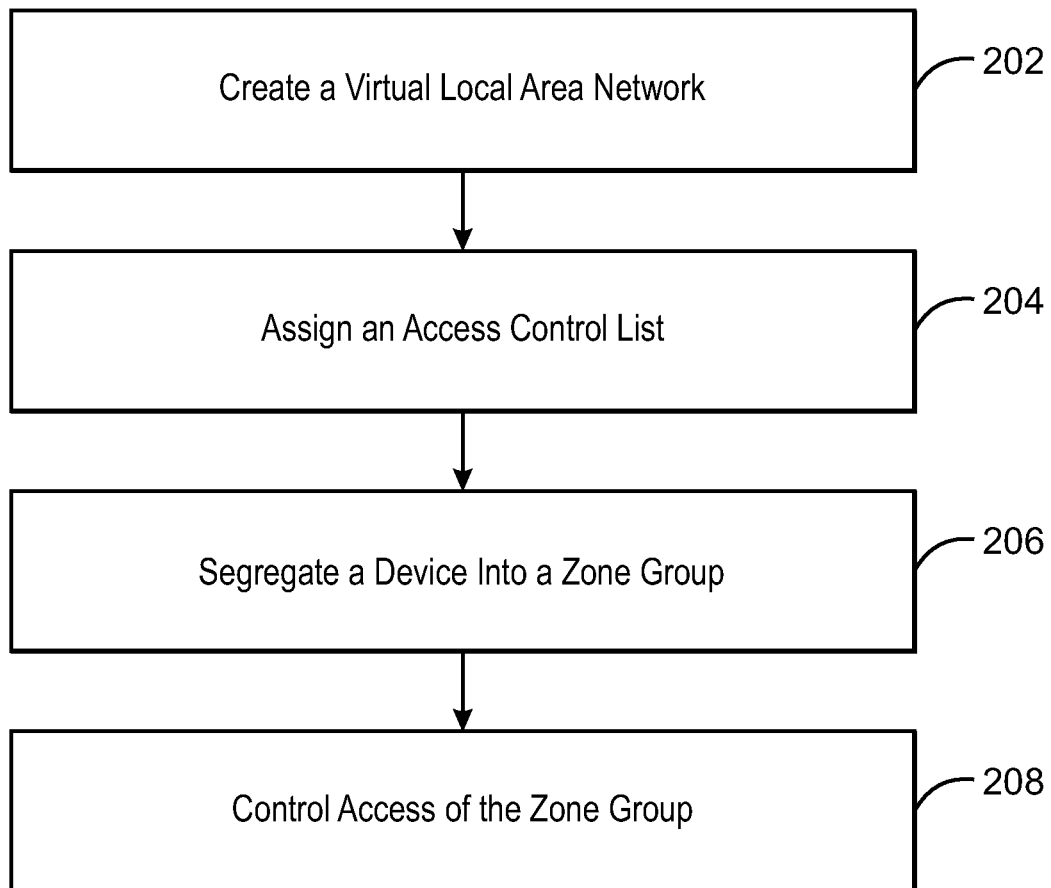 Create a Virtual Local Area Network
202
Assign an Access Control List
204
Segregate a Device Into a Zone Group
206
Control Access of the Zone Group
208